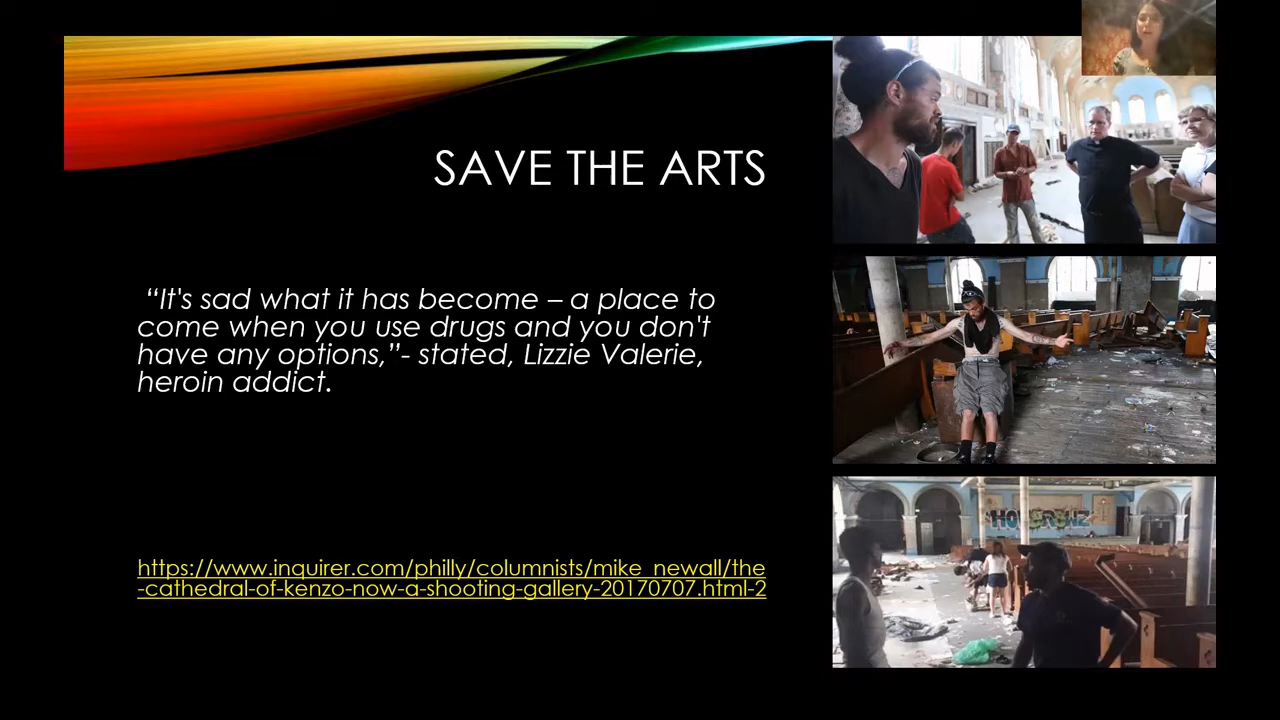 SAVE THE ARTS
“It's sad what it has become – a place to
come when you use drugs and you don't
have any options,”- stated, Lizzie Valerie,
heroin addict.
https://www.inquirer.com/philly/columnists/mike_newall/the
-cathedral-of-kenzo-now-a-shooting-gallery-20170707.html-2